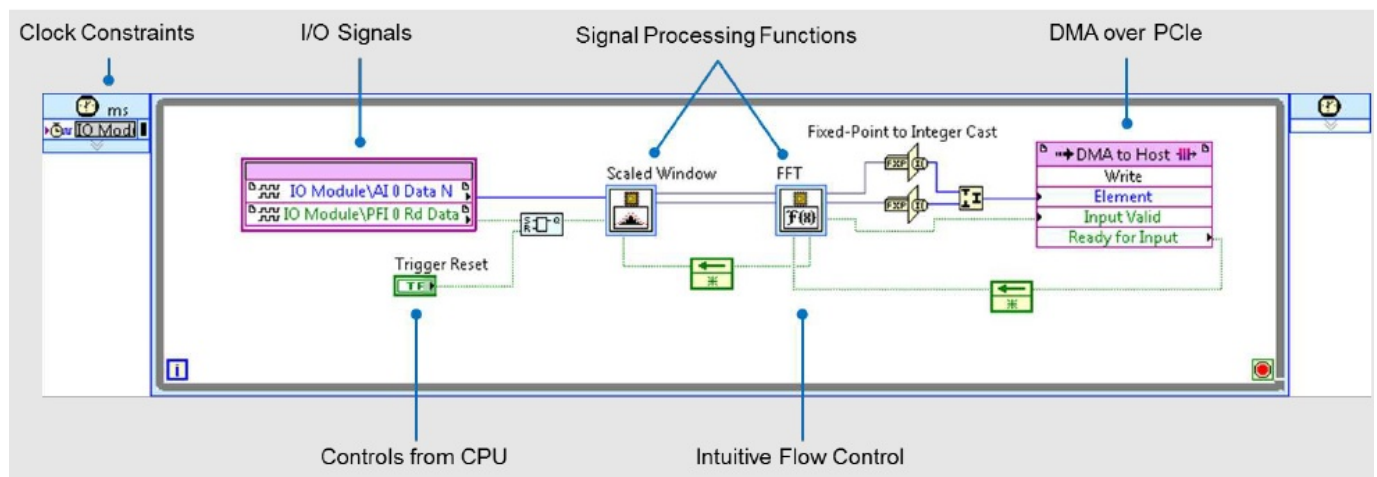 Clock Constraints
I/O Signals
Signal Processing Functions
DMA over PCIe
ms
IO Modu
Fixed-Point to Integer Cast
IO Module\AI 0 Data N
IO Module\PFI 0 Rd Data
Scaled Window
FFT
FXP
FXP
F(x)
S
R
Q
DMA to Host
Write
Element
Input Valid
Ready for Input
Trigger Reset
TF
i
Controls from CPU
Intuitive Flow Control